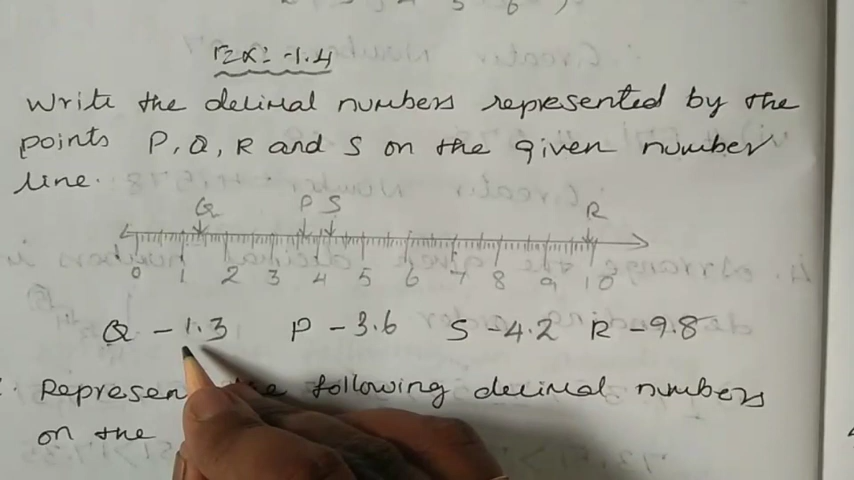 Ex: -1.4
Write the decimal numbers represented by the
points P, Q, R and S on the given number
line.
Q P S R
0 1 2 3 4 5 6 7 8 9 10
Q - 1.3 P - 3.6 S - 4.2 R - 9.8
Represen the following decimal numbers
on the